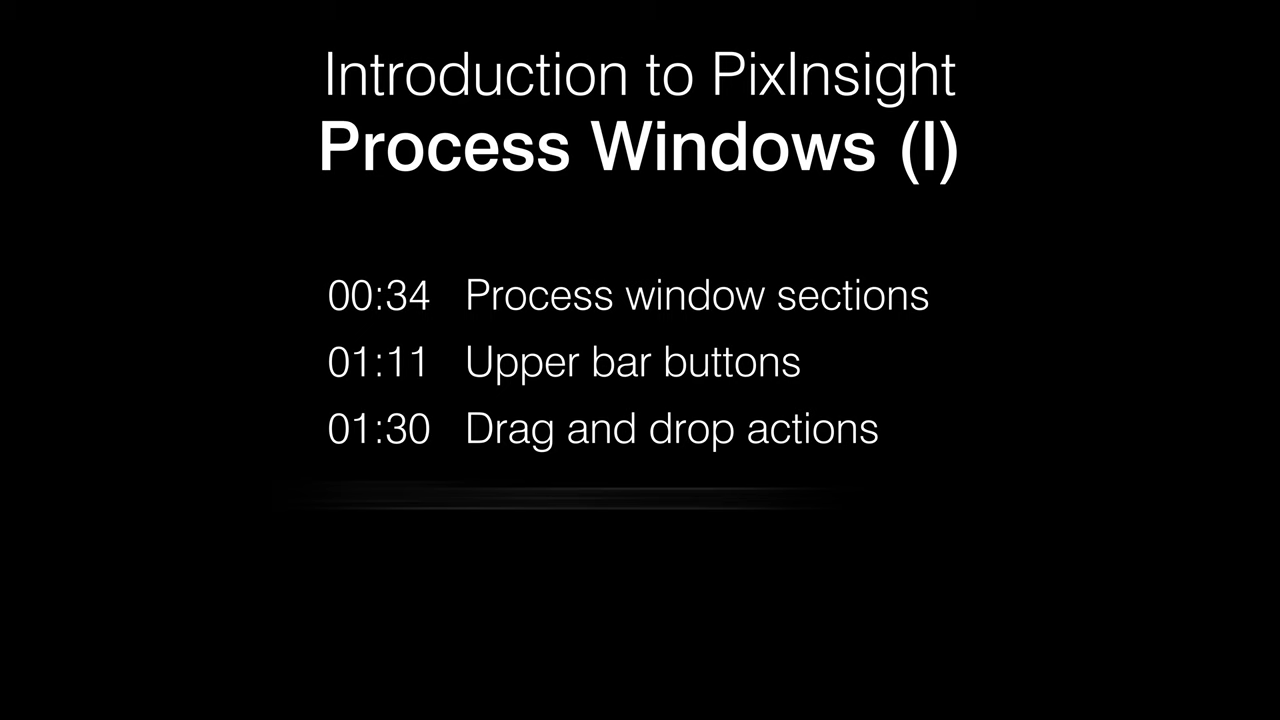 Introduction to PixInsight
Process Windows (I)
00:34 Process window sections
01:11 Upper bar buttons
01:30 Drag and drop actions